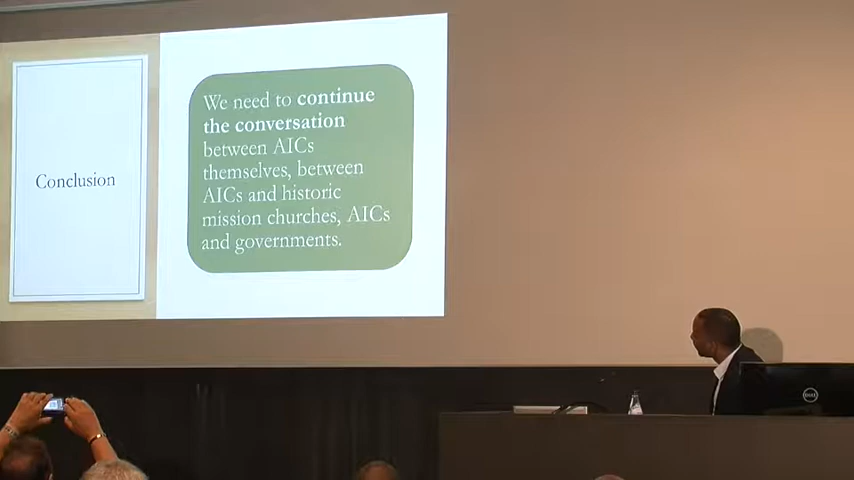 Conclusion
We need to continue
the conversation
between AICs
themselves, between
AICs and historic
mission churches, AICs
and governments.
DELL